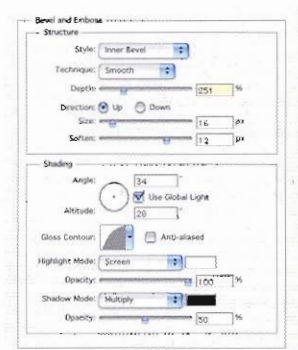 Bevel and Emboss
Structure
Style: Inner Bevel
Technique: Smooth
Depth: 251 %
Direction: Up Down
Size: 16 px
Soften: 12 px
Shading
Angle: 34 °
Use Global Light
Altitude: 28 °
Gloss Contour: Anti-aliased
Highlight Mode: Screen
Opacity: 100 %
Shadow Mode: Multiply
Opacity: 50 %